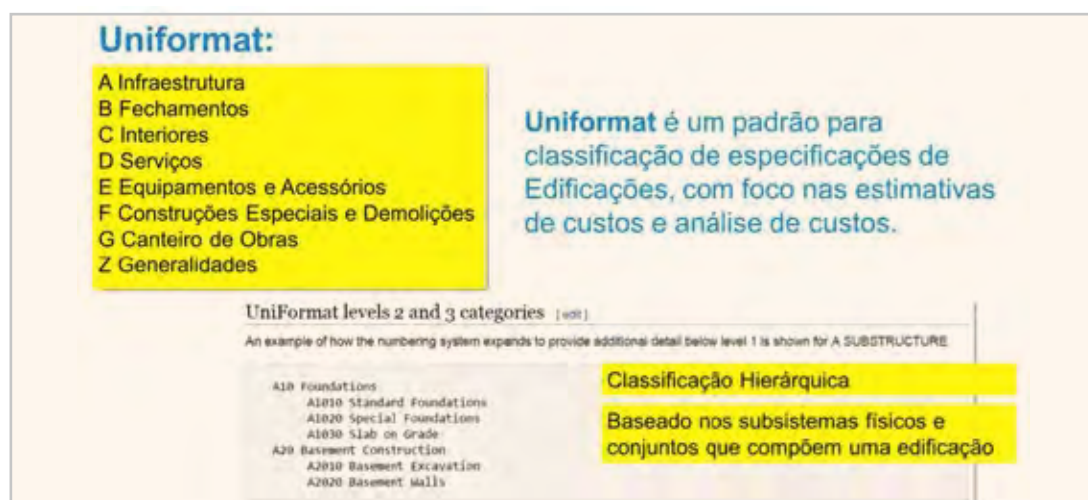 Uniformat:
A Infraestrutura
B Fechamentos
C Interiores
D Serviços
E Equipamentos e Acessórios
F Construções Especiais e Demolições
G Canteiro de Obras
Z Generalidades
Uniformat é um padrão para
classificação de especificações de
Edificações, com foco nas estimativas
de custos e análise de custos.
UniFormat levels 2 and 3 categories [edit]
An example of how the numbering system expands to provide additional detail below level 1 is shown for A SUBSTRUCTURE
A10 Foundations
A1010 Standard Foundations
A1020 Special Foundations
A1030 Slab on Grade
A20 Basement Construction
A2010 Basement Excavation
A2020 Basement Walls
Classificação Hierárquica
Baseado nos subsistemas físicos e
conjuntos que compõem uma edificação